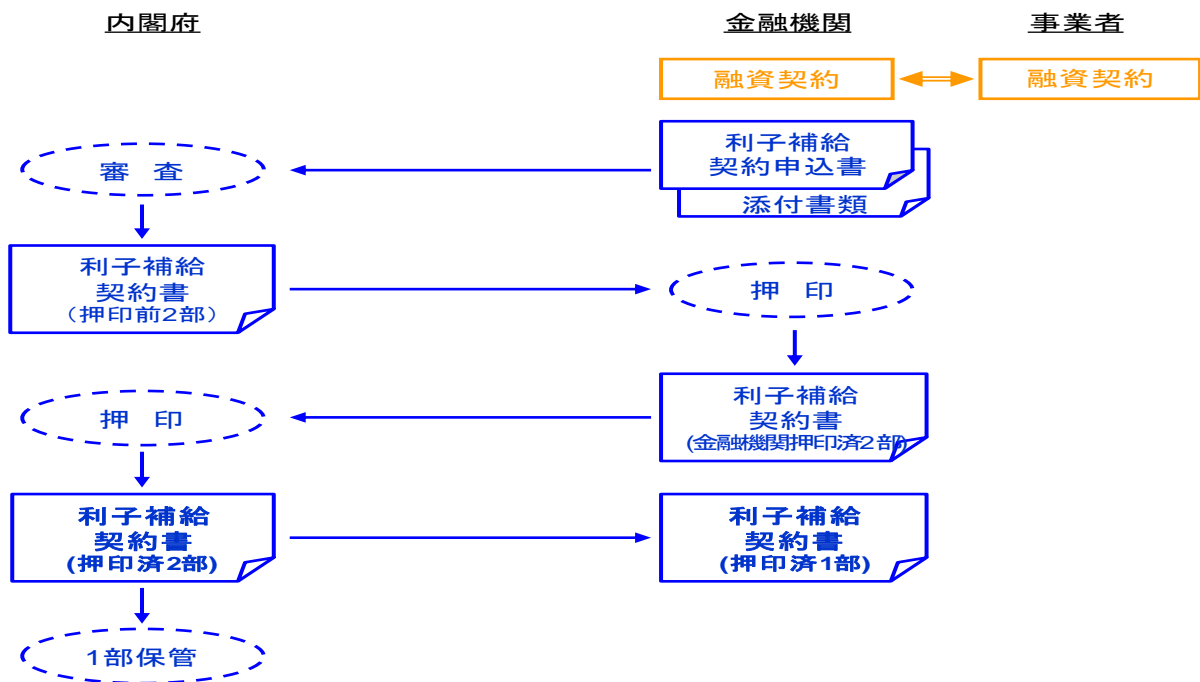 内閣府
金融機関
事業者
融資契約
融資契約
利子補給
契約申込書
添付書類
審 査
利子補給
契約書
（押印前2部）
押 印
利子補給
契約書
(金融機関押印済2部)
押 印
利子補給
契約書
(押印済2部)
利子補給
契約書
(押印済1部)
1部保管